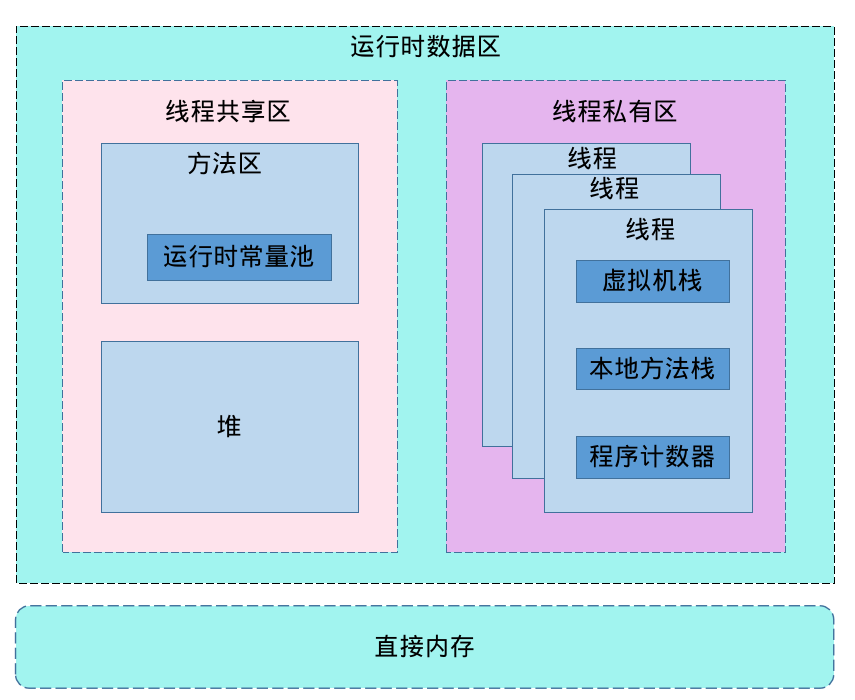 运行时数据区
线程共享区
方法区
运行时常量池
堆
线程私有区
线程
线程
线程
虚拟机栈
本地方法栈
程序计数器
直接内存